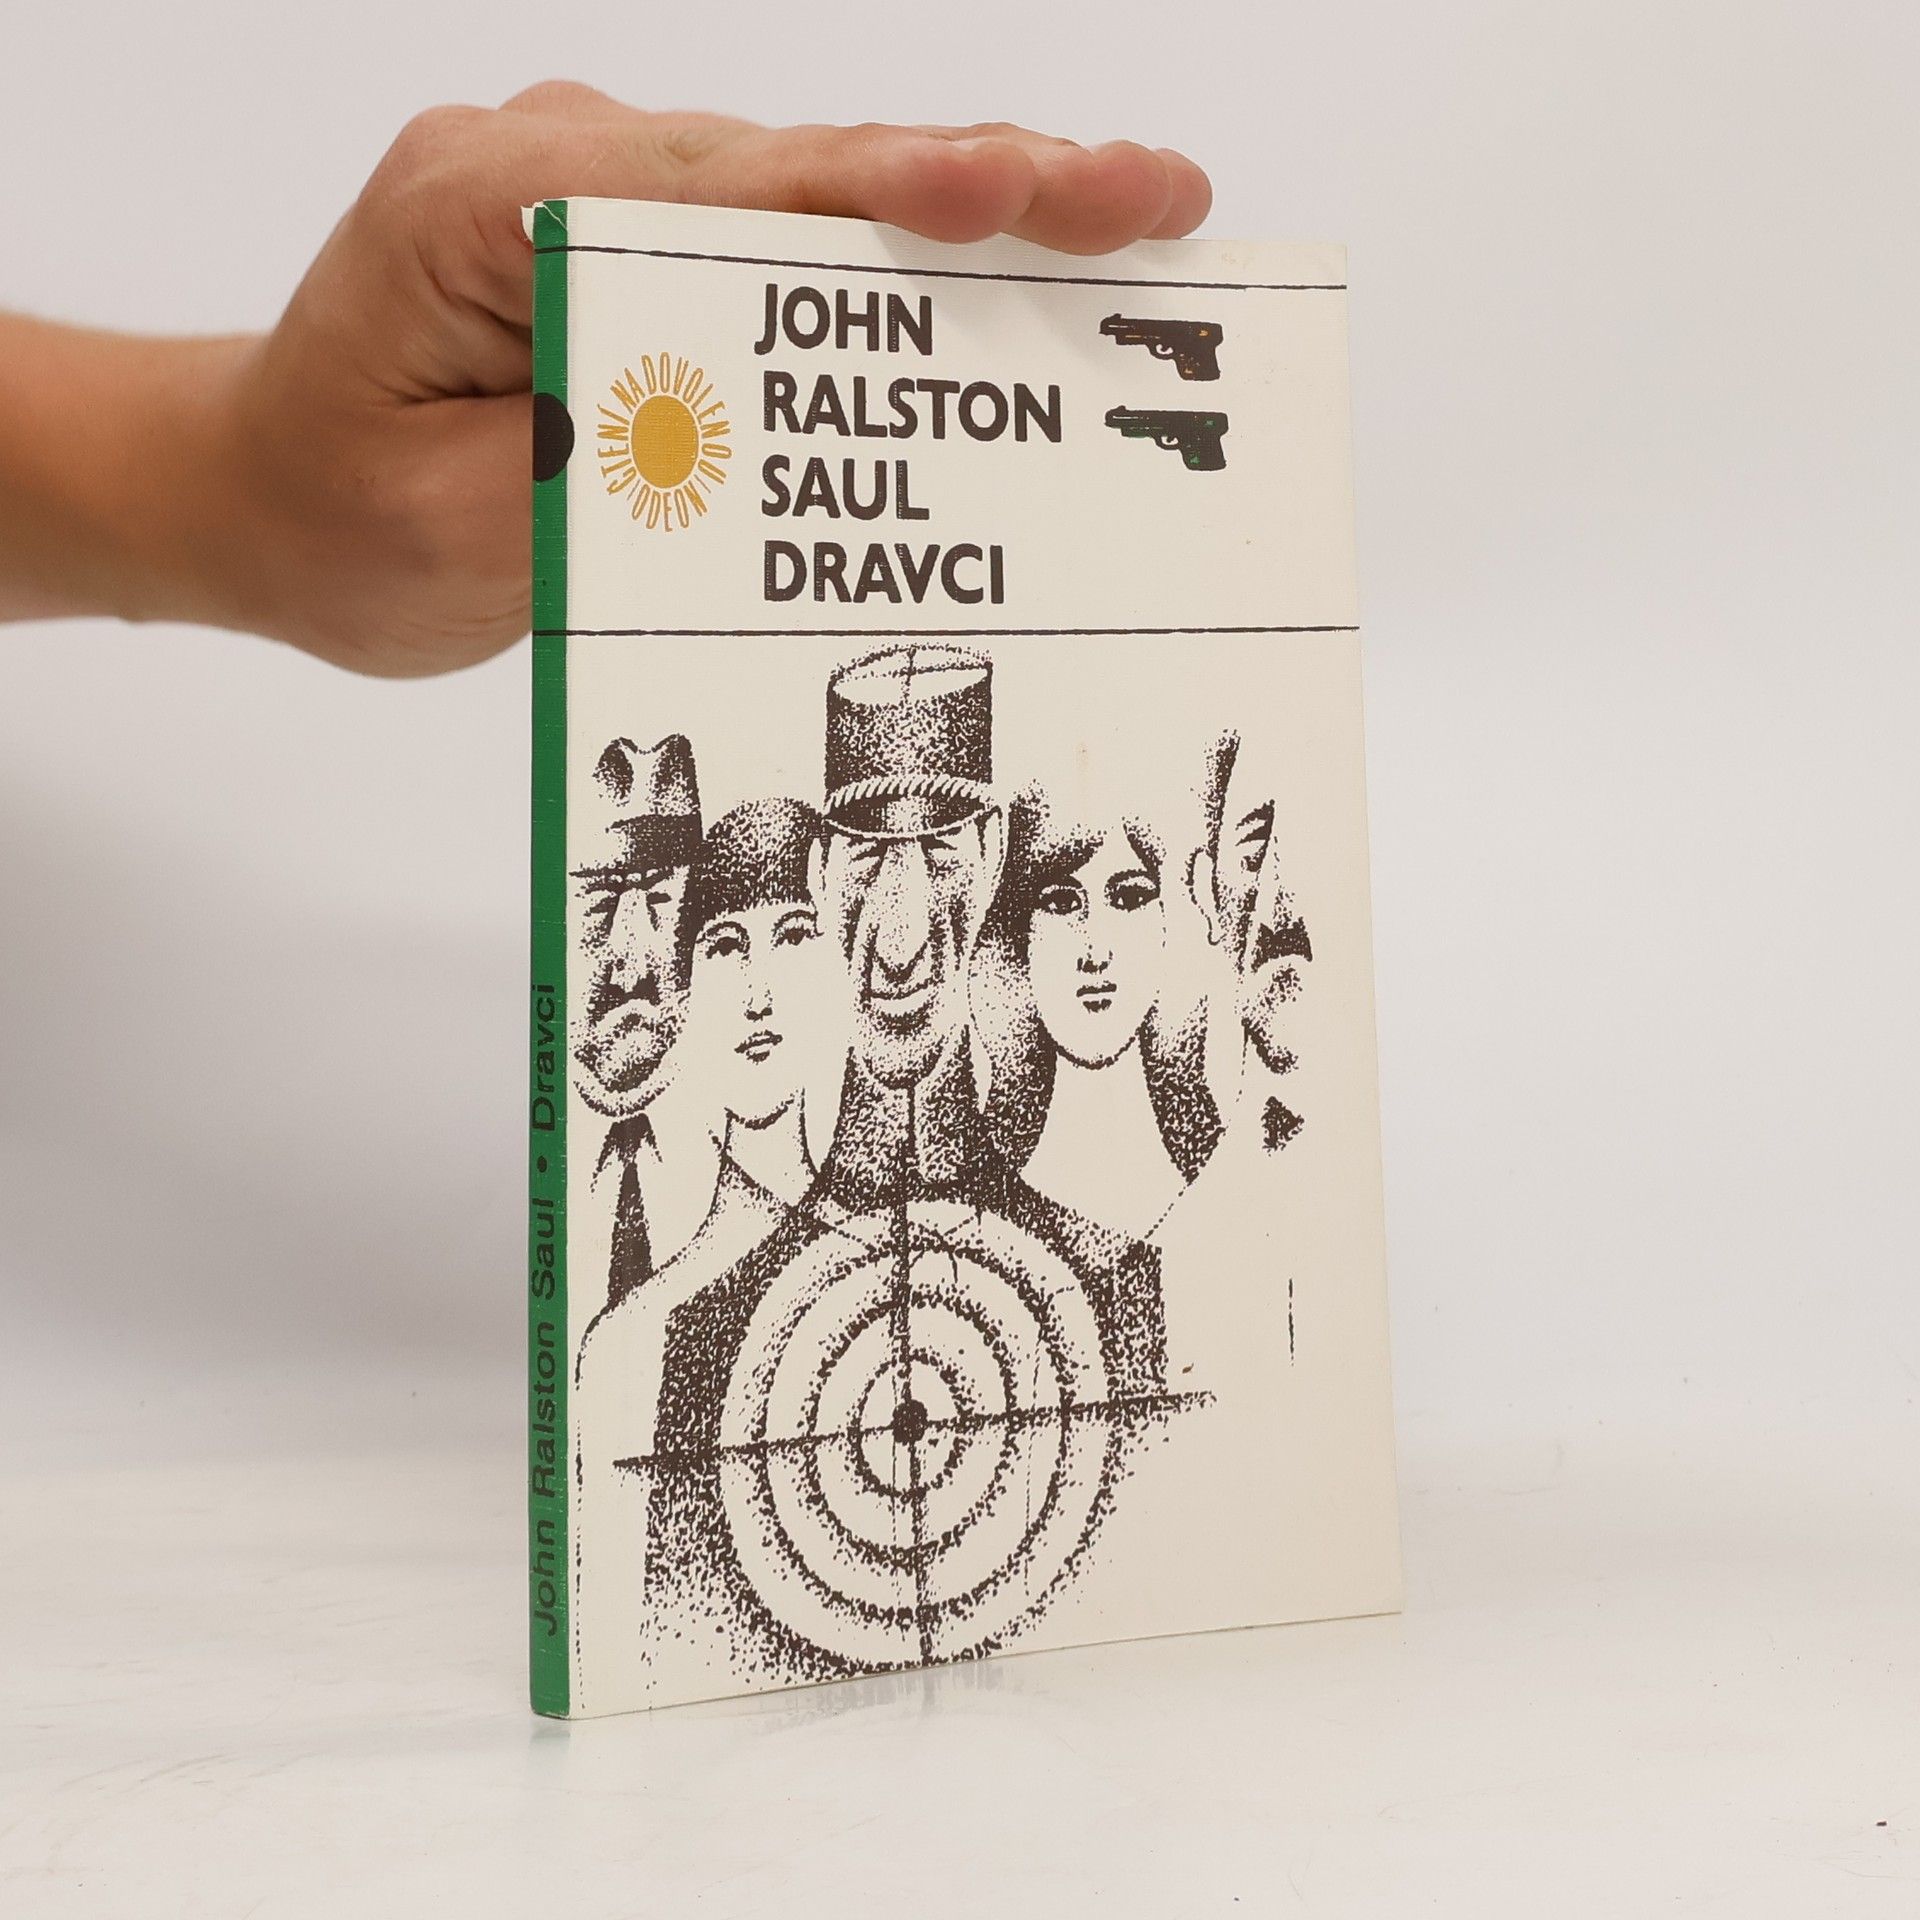 JOHN
RALSTON
SAUL
DRAVCI
ČTENÍ NA DOVOLENOU
ODEON
John Ralston Saul • Dravci